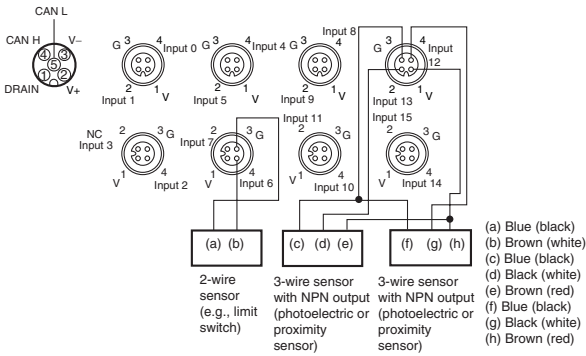 CAN L
CAN H
V−
4 3
5
1 2
DRAIN
V+
G 3 4 Input 0
2 1 V
Input 1
G 3 4 Input 4
2 1 V
Input 5
Input 8
G 3 4
2 1 V
Input 9
G 3 4 Input 12
2 1 V
Input 13
NC
Input 3
2 3 G
V 1 4 Input 2
Input 7
2 3 G
V 1 4 Input 6
Input 11
2 3 G
V 1 4 Input 10
Input 15
2 3 G
V 1 4 Input 14
(a) (b)
(c) (d) (e)
(f) (g) (h)
2-wire
sensor
(e.g., limit
switch)
3-wire sensor
with NPN output
(photoelectric or
proximity
sensor)
3-wire sensor
with NPN output
(photoelectric or
proximity
sensor)
(a) Blue (black)
(b) Brown (white)
(c) Blue (black)
(d) Black (white)
(e) Brown (red)
(f) Blue (black)
(g) Black (white)
(h) Brown (red)